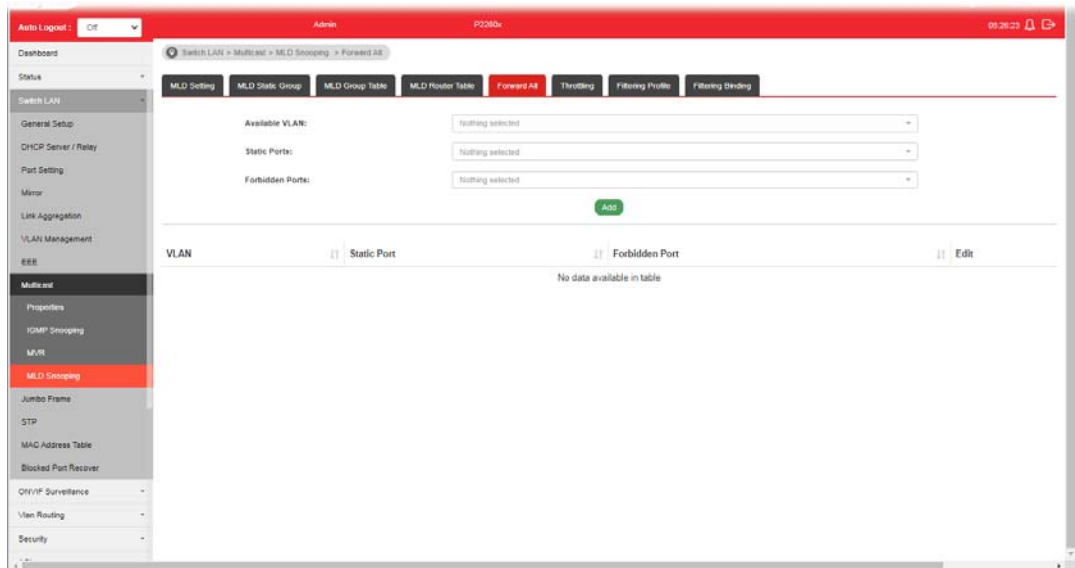 Auto Logout : Off Admin P2280x 05:26:23
Dashboard
Switch LAN > Multicast > MLD Snooping > Forward All
Status
MLD Setting MLD Static Group MLD Group Table MLD Router Table Forward All Throttling Filtering Profile Filtering Binding
Switch LAN
General Setup
Available VLAN: Nothing selected
DHCP Server / Relay
Static Ports: Nothing selected
Port Setting
Forbidden Ports: Nothing selected
Mirror
Add
Link Aggregation
VLAN Management
VLAN Static Port Forbidden Port Edit
EEE
No data available in table
Multicast
Properties
IGMP Snooping
MVR
MLD Snooping
Jumbo Frame
STP
MAC Address Table
Blocked Port Recover
ONVIF Surveillance
Vlan Routing
Security